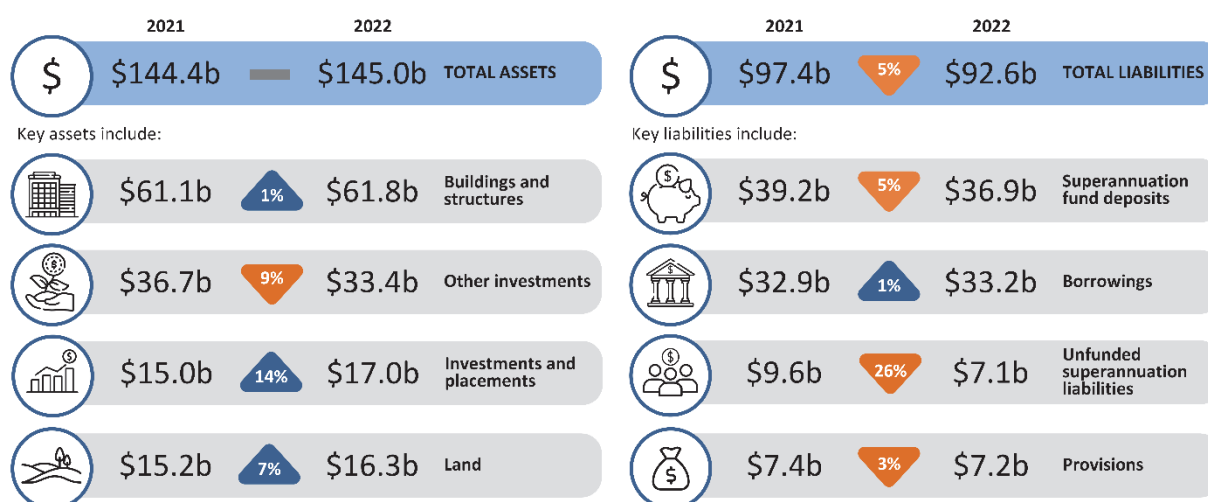 2021 2022
$ $144.4b $145.0b TOTAL ASSETS
Key assets include:
$61.1b 1% $61.8b Buildings and
structures
$ $36.7b 9% $33.4b Other investments
$ $15.0b 14% $17.0b Investments and
placements
$15.2b 7% $16.3b Land
2021 2022
$ $97.4b 5% $92.6b TOTAL LIABILITIES
Key liabilities include:
$ $39.2b 5% $36.9b Superannuation
fund deposits
$ $32.9b 1% $33.2b Borrowings
$ $9.6b 26% $7.1b Unfunded
superannuation
liabilities
$ $7.4b 3% $7.2b Provisions